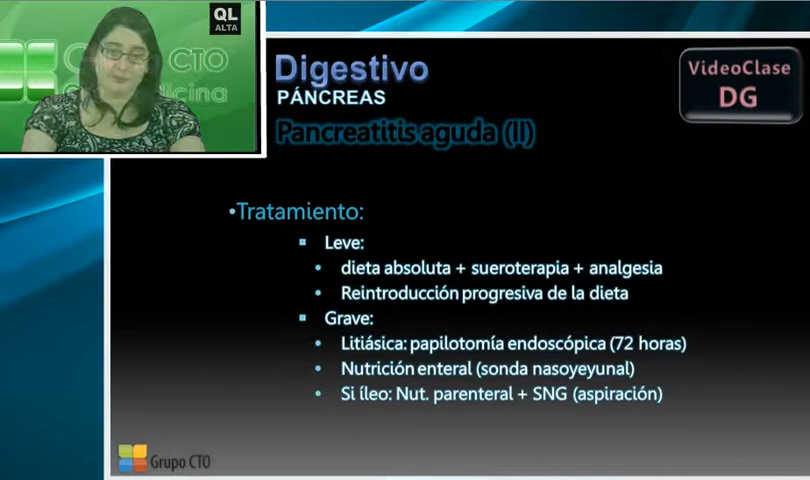 QL
ALTA
CTO
Digestivo
PÁNCREAS
Pancreatitis aguda (II)
VideoClase
DG
•Tratamiento:
Leve:
• dieta absoluta + sueroterapia + analgesia
• Reintroducción progresiva de la dieta
Grave:
• Litiásica: papilotomía endoscópica (72 horas)
• Nutrición enteral (sonda nasoyeyunal)
• Si íleo: Nut. parenteral + SNG (aspiración)
Grupo CTO